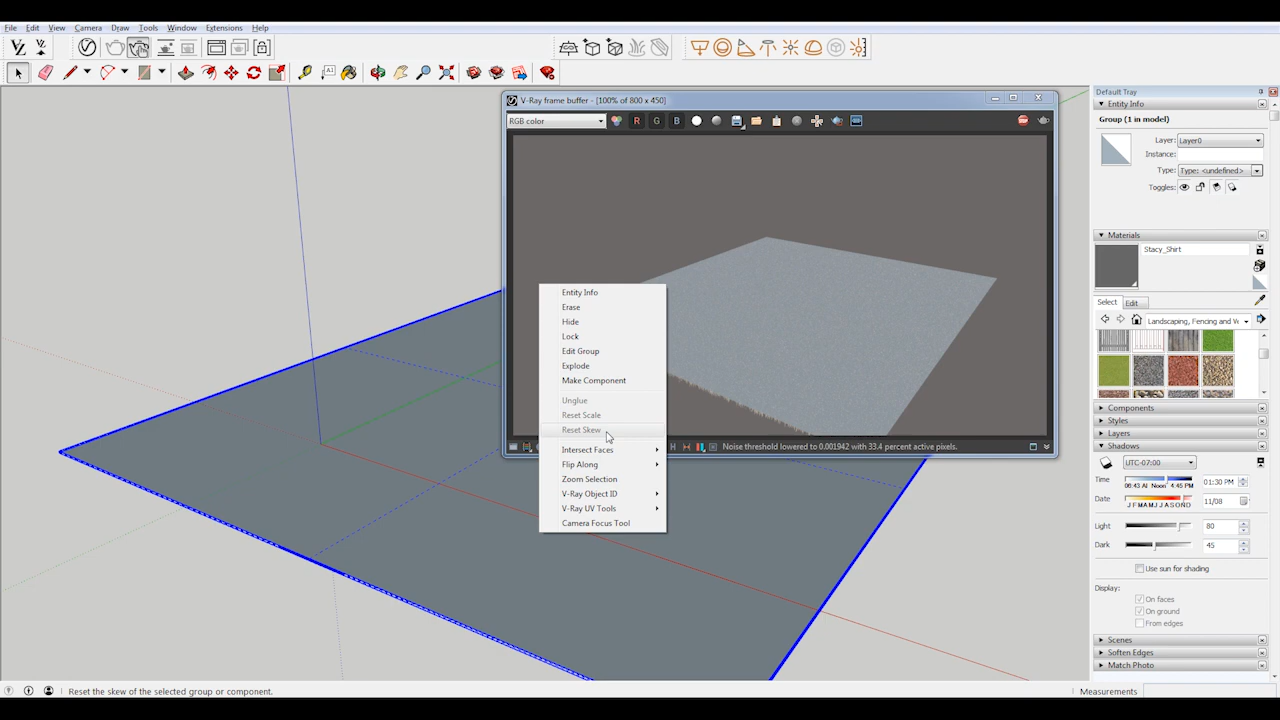 File Edit View Camera Draw Tools Window Extensions Help
Default Tray
V-Ray frame buffer - [100% of 800 x 450]
Entity Info
RGB color
R G B
Group (1 in model)
Layer: Layer0
Instance:
Type: Type: <undefined>
Toggles:
Materials
Stacy_Shirt
Select Edit
Landscaping, Fencing and V
Entity Info
Erase
Hide
Lock
Edit Group
Explode
Make Component
Unglue
Reset Scale
Reset Skew
Intersect Faces
Flip Along
Zoom Selection
V-Ray Object ID
V-Ray UV Tools
Camera Focus Tool
H
Noise threshold lowered to 0.001942 with 33.4 percent active pixels.
Components
Styles
Layers
Shadows
UTC-07:00
Time 06:43 AM Noon 4:45 PM 01:30 PM
Date J F M A M J J A S O N D 11/08
Light 80
Dark 45
Use sun for shading
Display:
On faces
On ground
From edges
Scenes
Soften Edges
Match Photo
Reset the skew of the selected group or component.
Measurements